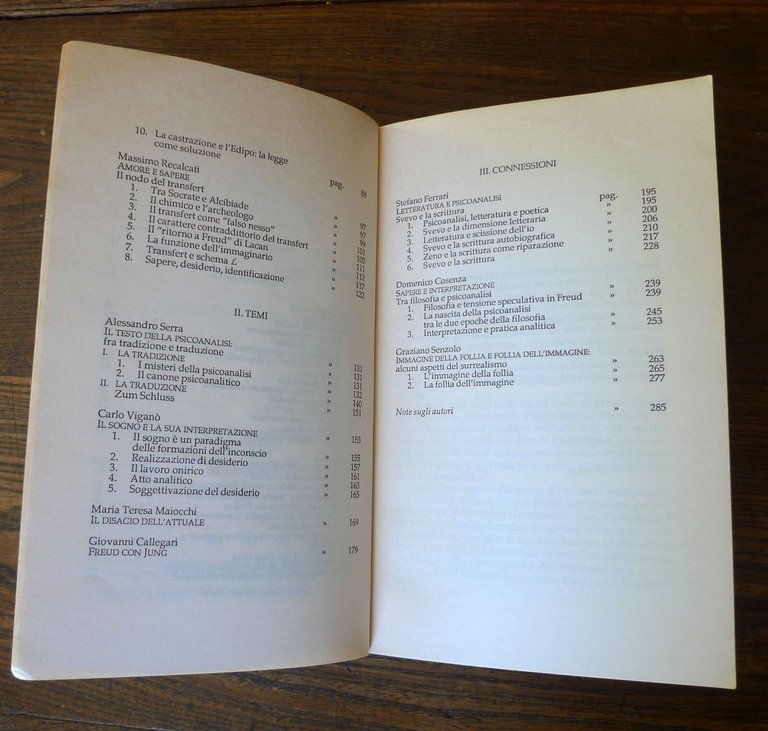 10. La castrazione e l'Edipo: la legge
come soluzione pag. 88
Massimo Recalcati
AMORE E SAPERE
Il nodo del transfert » 97
1. Tra Socrate e Alcibiade » 97
2. Il chimico e l'archeologo » 99
3. Il transfert come "falso nesso" » 101
4. Il carattere contraddittorio del transfert » 105
5. Il "ritorno a Freud" di Lacan » 111
6. La funzione dell'immaginario » 112
7. Transfert e schema £ » 117
8. Sapere, desiderio, identificazione » 122
II. TEMI
Alessandro Serra
IL TESTO DELLA PSICOANALISI:
fra tradizione e traduzione » 131
I. LA TRADIZIONE » 131
1. I misteri della psicoanalisi » 131
2. Il canone psicoanalitico » 132
II. LA TRADUZIONE » 140
Zum Schluss » 151
Carlo Viganò
IL SOGNO E LA SUA INTERPRETAZIONE » 153
1. Il sogno è un paradigma
delle formazioni dell'inconscio » 155
2. Realizzazione di desiderio » 157
3. Il lavoro onirico » 161
4. Atto analitico » 163
5. Soggettivazione del desiderio » 165
Maria Teresa Maiocchi
IL DISAGIO DELL'ATTUALE » 169
Giovanni Callegari
FREUD CON JUNG » 179
III. CONNESSIONI
Stefano Ferrari
LETTERATURA E PSICOANALISI
Svevo e la scrittura pag. 195
1. Psicoanalisi, letteratura e poetica » 195
2. Svevo e la dimensione letteraria » 200
3. Letteratura e scissione dell'io » 206
4. Svevo e la scrittura autobiografica » 210
5. Zeno e la scrittura come riparazione » 217
6. Svevo e la scrittura » 228
Domenico Cosenza
SAPERE E INTERPRETAZIONE
Tra filosofia e psicoanalisi » 239
1. Filosofia e tensione speculativa in Freud » 239
2. La nascita della psicoanalisi
tra le due epoche della filosofia » 245
3. Interpretazione e pratica analitica » 253
Graziano Senzolo
IMMAGINE DELLA FOLLIA E FOLLIA DELL'IMMAGINE:
alcuni aspetti del surrealismo » 263
1. L'immagine della follia » 265
2. La follia dell'immagine » 277
Note sugli autori » 285